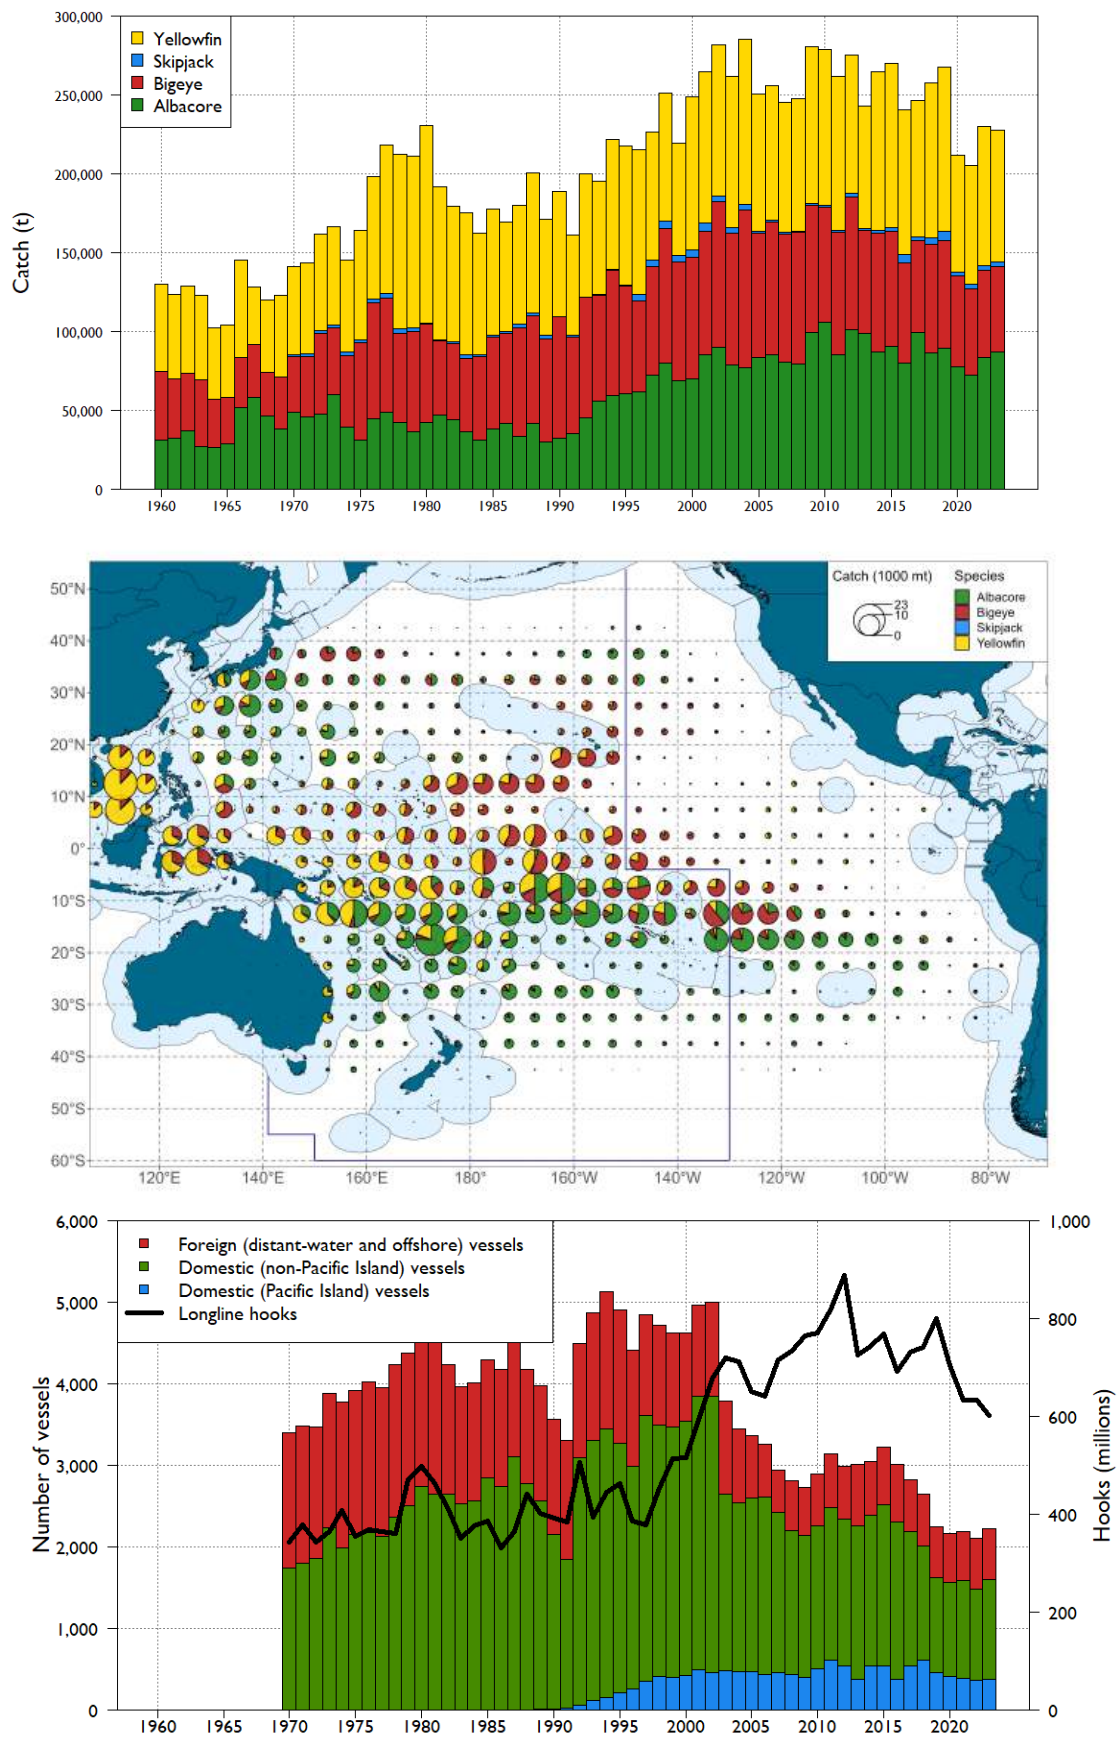 300,000
250,000
200,000
150,000
100,000
50,000
0
Catch (t)
Yellowfin
Skipjack
Bigeye
Albacore
1960 1965 1970 1975 1980 1985 1990 1995 2000 2005 2010 2015 2020
50°N
40°N
30°N
20°N
10°N
0°
10°S
20°S
30°S
40°S
50°S
60°S
Catch (1000 mt)
23
10
0
Species
Albacore
Bigeye
Skipjack
Yellowfin
120°E 140°E 160°E 180° 160°W 140°W 120°W 100°W 80°W
6,000
5,000
4,000
3,000
2,000
1,000
0
Number of vessels
Foreign (distant-water and offshore) vessels
Domestic (non-Pacific Island) vessels
Domestic (Pacific Island) vessels
Longline hooks
1,000
800
600
400
200
0
Hooks (millions)
1960 1965 1970 1975 1980 1985 1990 1995 2000 2005 2010 2015 2020